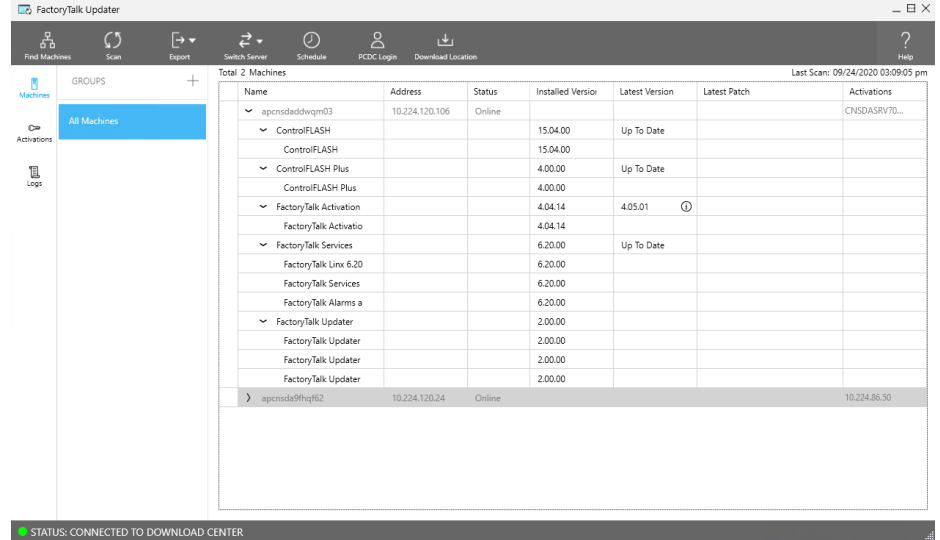 FactoryTalk Updater
Find Machines Scan Export Switch Server Schedule PCDC Login Download Location Help
Total 2 Machines Last Scan: 09/24/2020 03:09:05 pm
Machines
Activations
Logs
GROUPS
All Machines
Name Address Status Installed Version Latest Version Latest Patch Activations
apcnsdaddwqm03 10.224.120.106 Online CNSDASRV70...
ControlFLASH 15.04.00 Up To Date
ControlFLASH 15.04.00
ControlFLASH Plus 4.00.00 Up To Date
ControlFLASH Plus 4.00.00
FactoryTalk Activation 4.04.14 4.05.01
FactoryTalk Activatio 4.04.14
FactoryTalk Services 6.20.00 Up To Date
FactoryTalk Linx 6.20 6.20.00
FactoryTalk Services 6.20.00
FactoryTalk Alarms a 6.20.00
FactoryTalk Updater 2.00.00
FactoryTalk Updater 2.00.00
FactoryTalk Updater 2.00.00
FactoryTalk Updater 2.00.00
apcnsda9fhqf62 10.224.120.24 Online 10.224.86.50
STATUS: CONNECTED TO DOWNLOAD CENTER